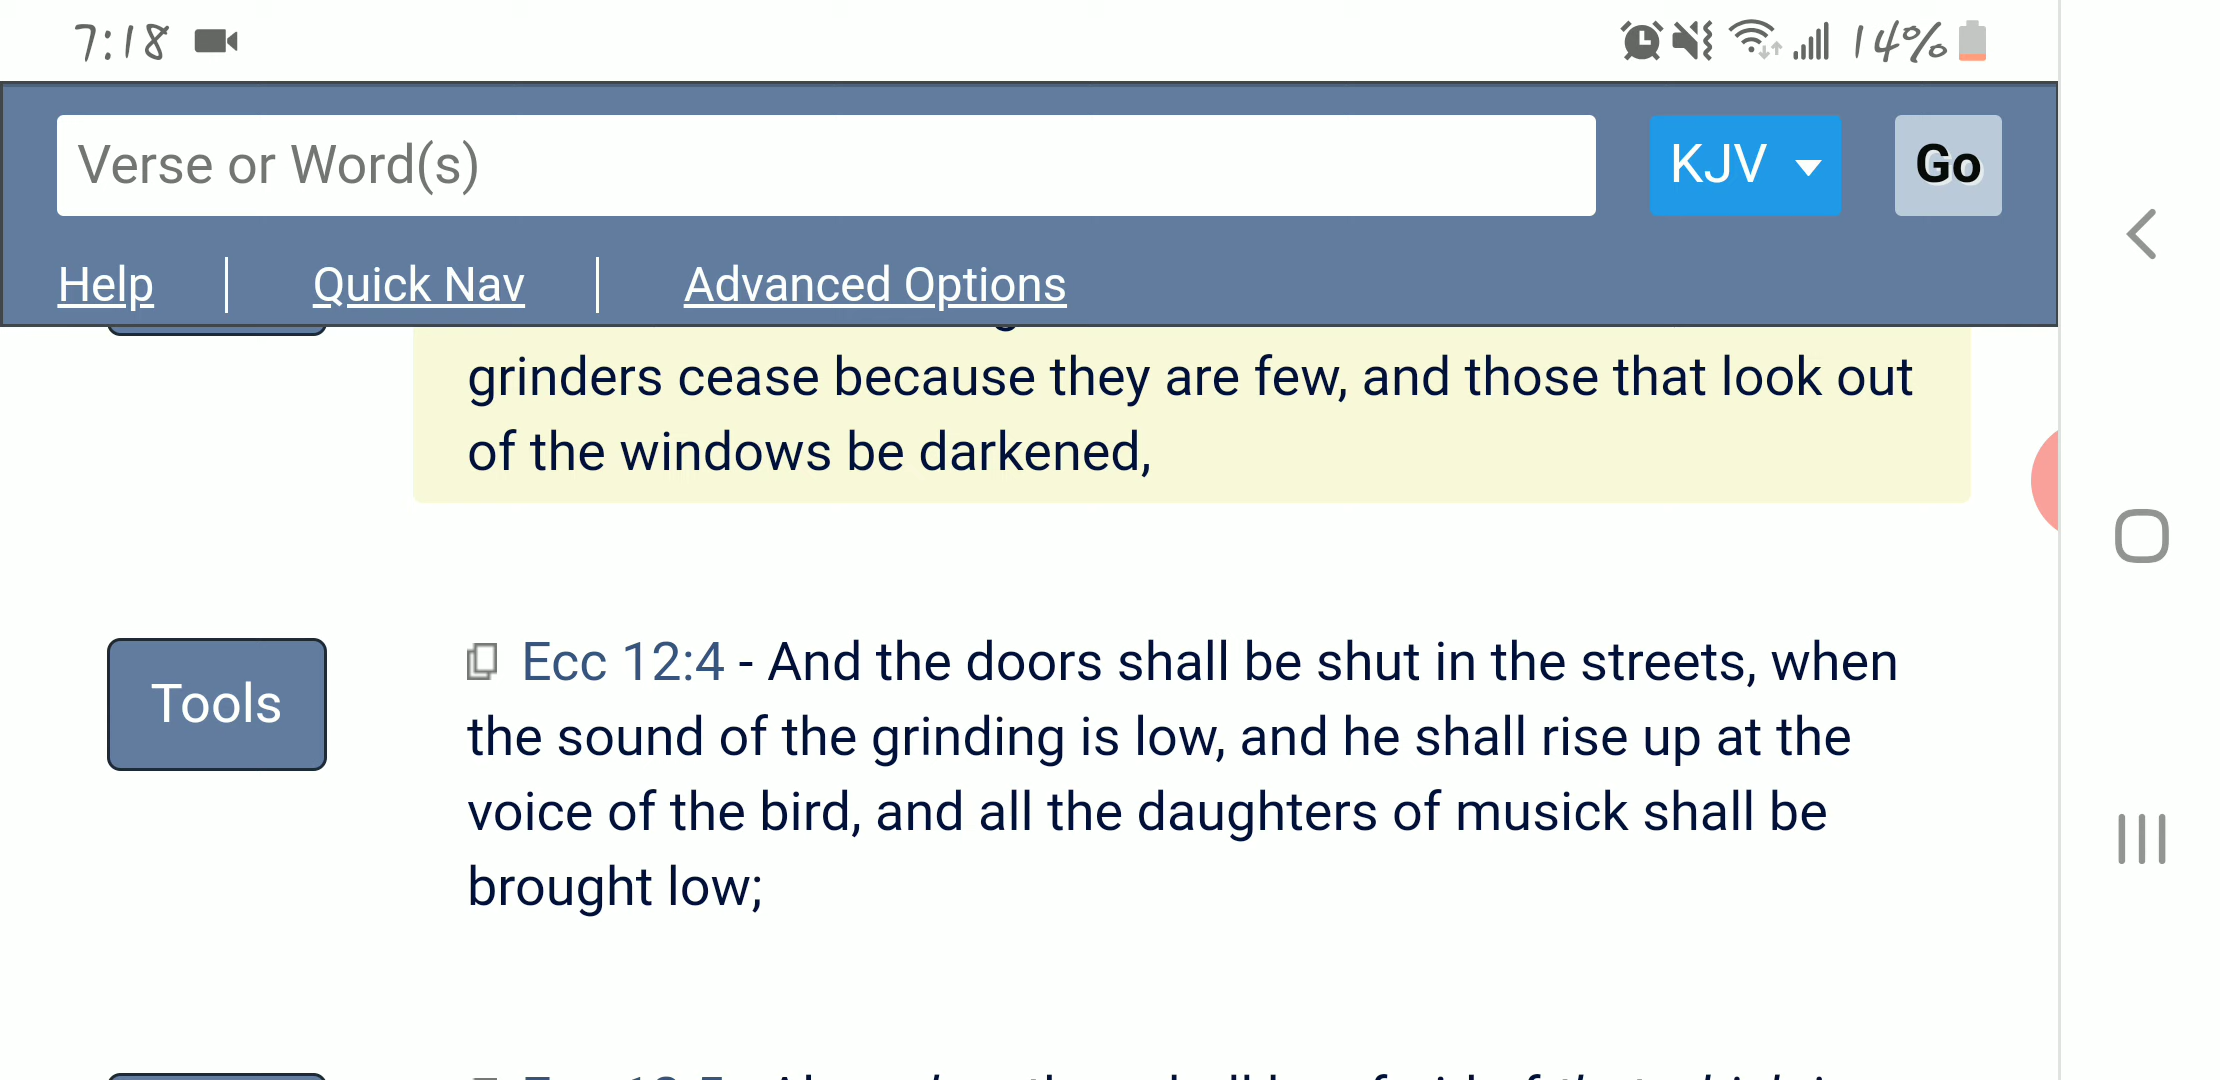 7:18 14%
Verse or Word(s) KJV Go
Help | Quick Nav | Advanced Options
grinders cease because they are few, and those that look out
of the windows be darkened,
Tools
Ecc 12:4 - And the doors shall be shut in the streets, when
the sound of the grinding is low, and he shall rise up at the
voice of the bird, and all the daughters of musick shall be
brought low;